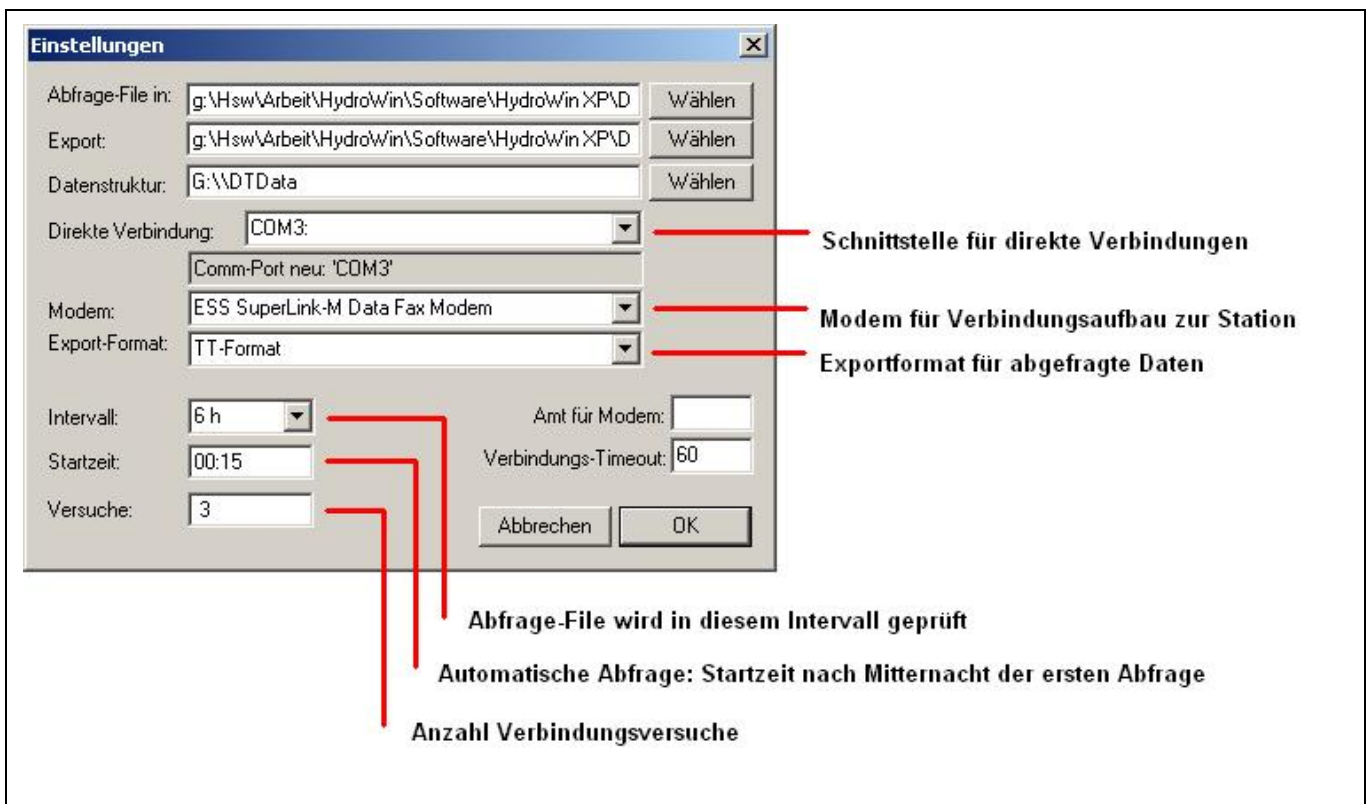 Einstellungen
Abfrage-File in: g:\Hsw\Arbeit\HydroWin\Software\HydroWin XP\D Wählen
Export: g:\Hsw\Arbeit\HydroWin\Software\HydroWin XP\D Wählen
Datenstruktur: G:\\DTData Wählen
Direkte Verbindung: COM3:
Schnittstelle für direkte Verbindungen
Comm-Port neu: 'COM3'
Modem: ESS SuperLink-M Data Fax Modem
Modem für Verbindungsaufbau zur Station
Export-Format: TT-Format
Exportformat für abgefragte Daten
Intervall: 6 h Amt für Modem:
Startzeit: 00:15 Verbindungs-Timeout: 60
Versuche: 3
Abbrechen OK
Abfrage-File wird in diesem Intervall geprüft
Automatische Abfrage: Startzeit nach Mitternacht der ersten Abfrage
Anzahl Verbindungsversuche